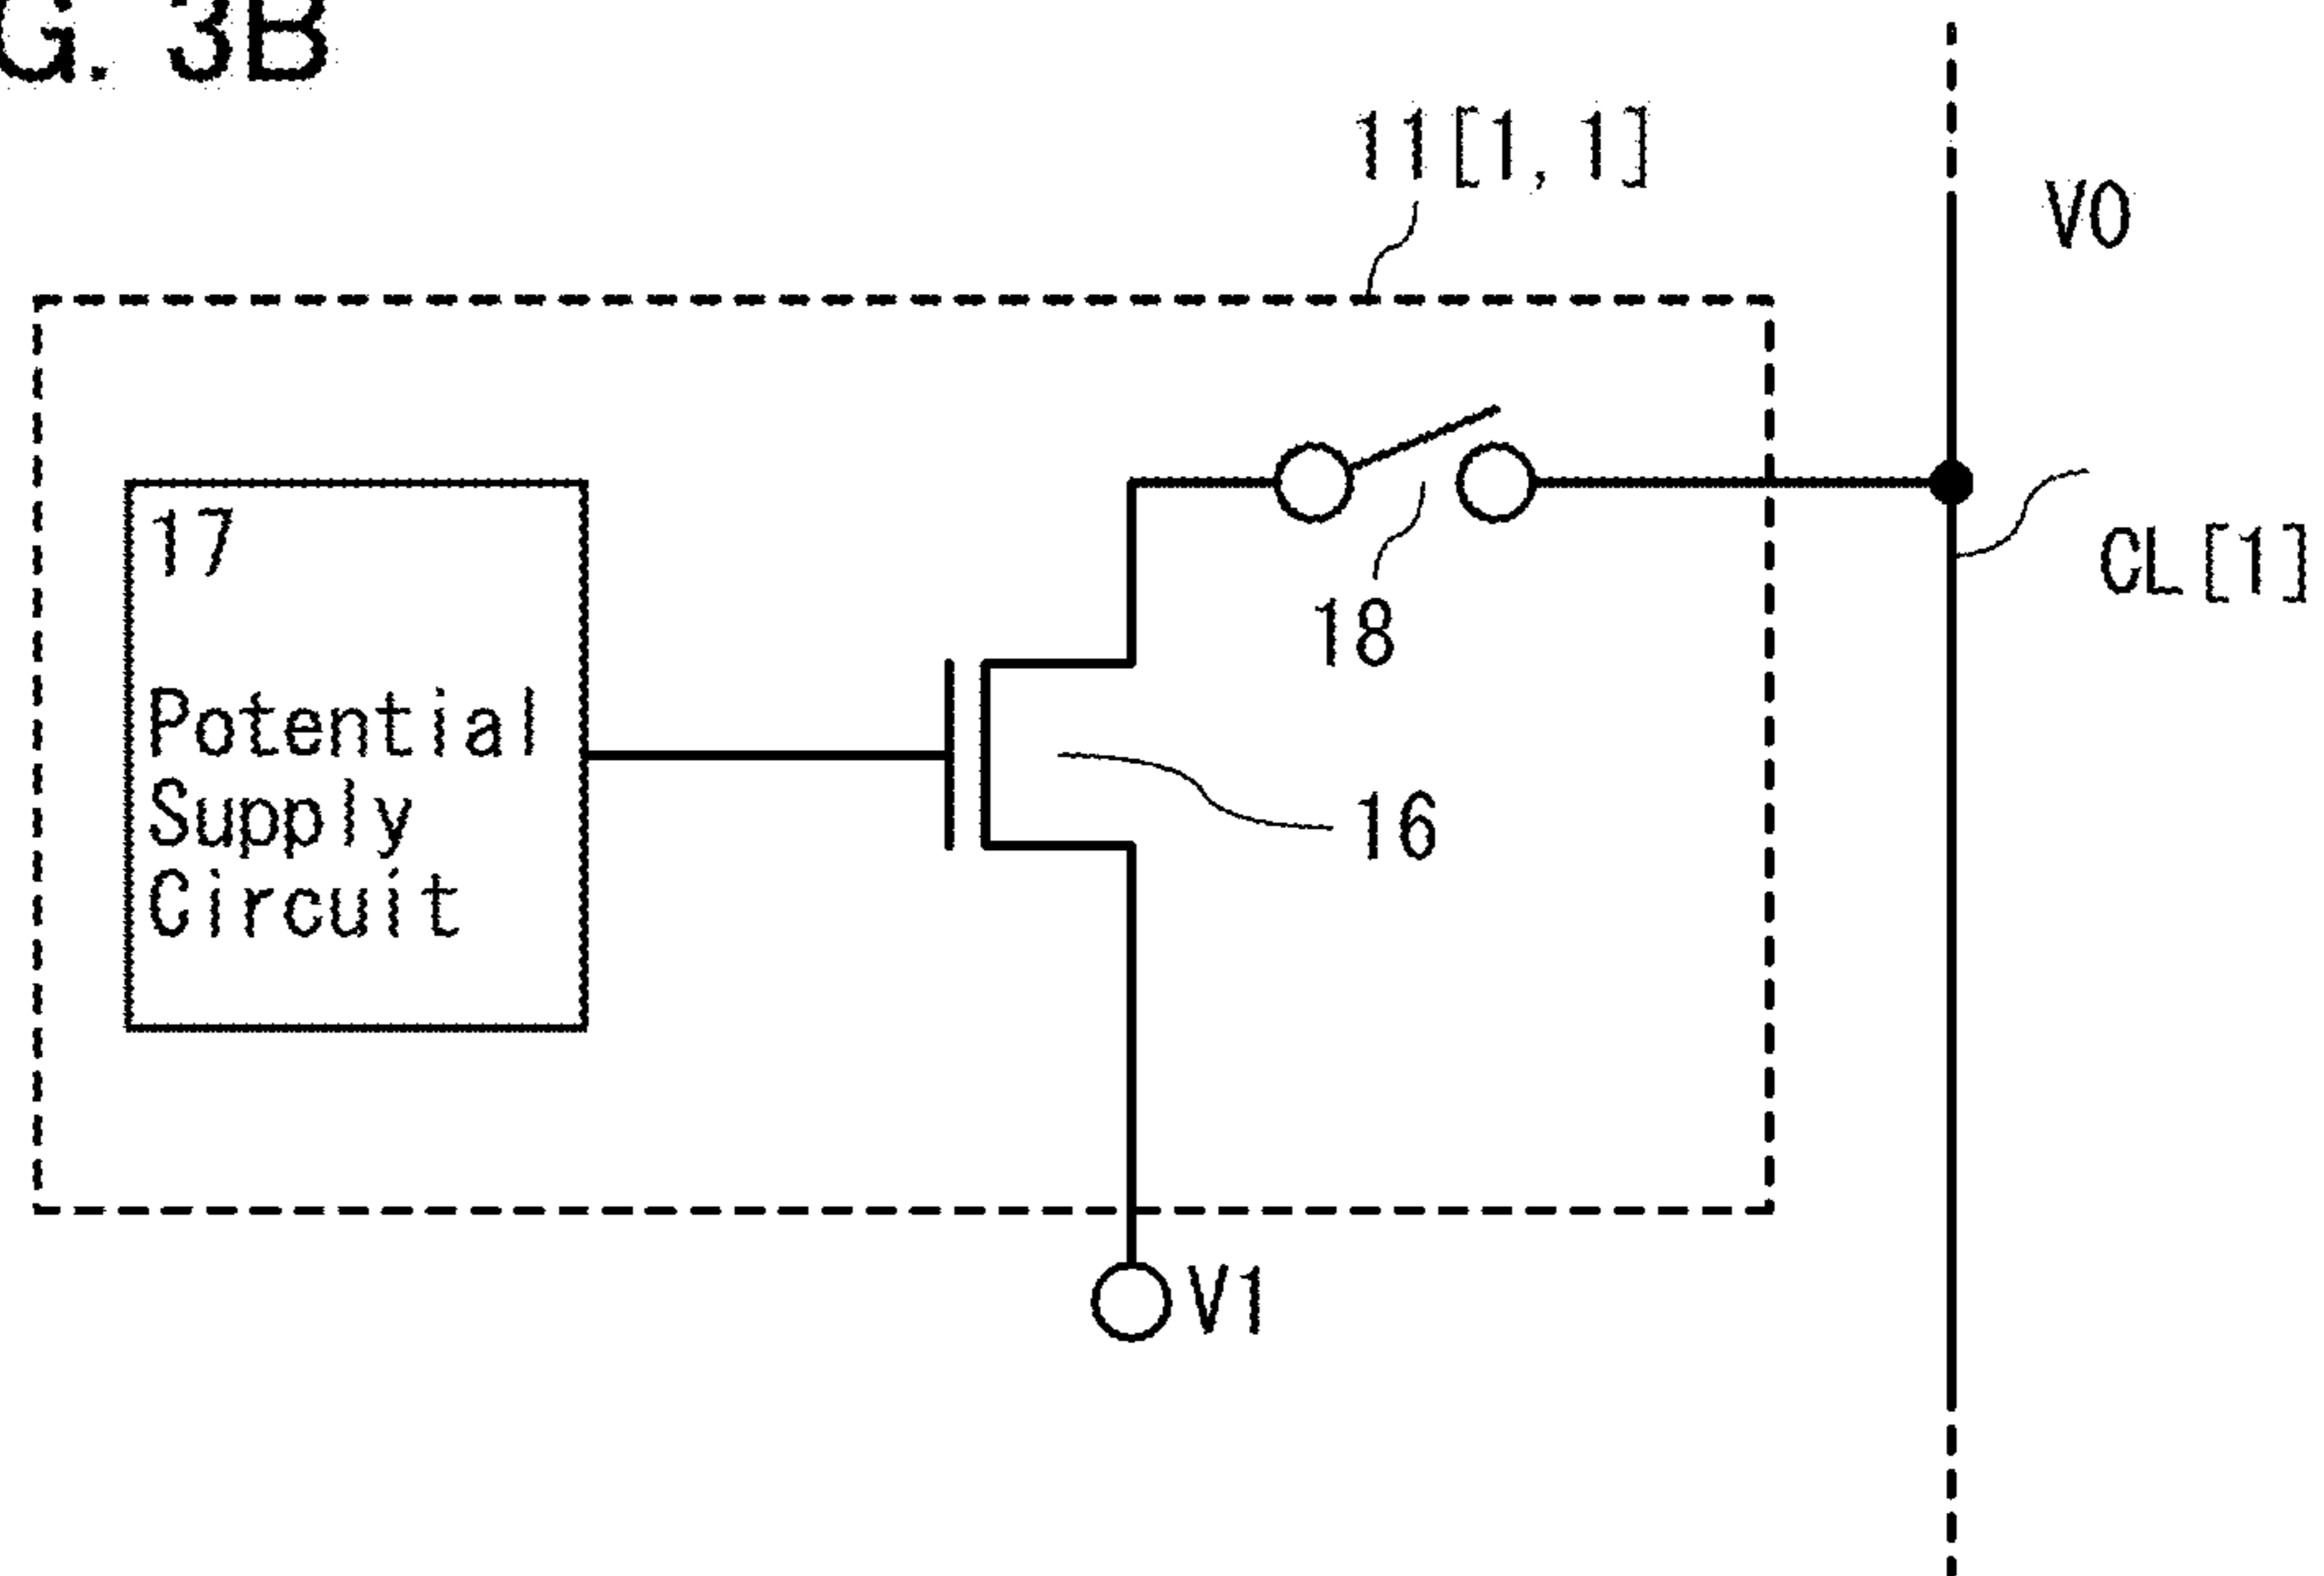 G. 3B
11[1, 1]
V0
17
CL[1]
18
Potential
Supply
Circuit
16
V1